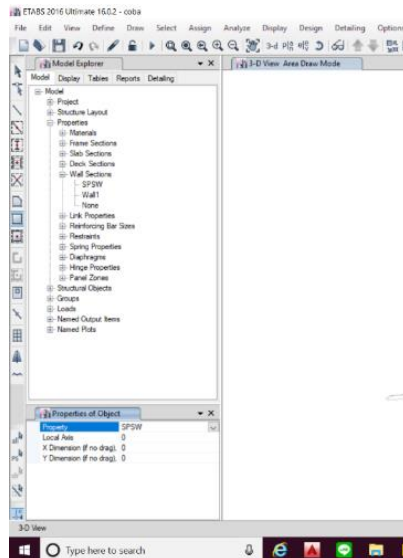 ETABS 2016 Ultimate 16.0.2 - coba
File Edit View Define Draw Select Assign Analyze Display Design Detailing Options
3-d
Model Explorer
3-D View Area Draw Mode
Model Display Tables Reports Detailing
Model
Project
Structure Layout
Properties
Materials
Frame Sections
Slab Sections
Deck Sections
Wall Sections
SPSW
Wall1
None
Link Properties
Reinforcing Bar Sizes
Restraints
Spring Properties
Diaphragms
Hinge Properties
Panel Zones
Structural Objects
Groups
Loads
Named Output Items
Named Plots
Properties of Object
Property SPSW
Local Axis 0
X Dimension (if no drag), 0
Y Dimension (if no drag), 0
3-D View
Type here to search